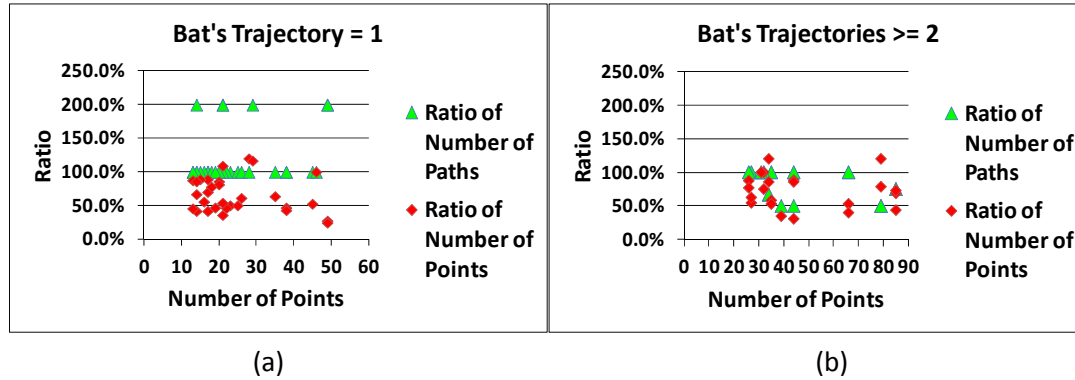 Bat's Trajectory = 1
250.0%
200.0%
150.0%
100.0%
50.0%
0.0%
Ratio
0 10 20 30 40 50 60
Number of Points
Ratio of
Number of
Paths
Ratio of
Number of
Points
(a)
Bat's Trajectories >= 2
250.0%
200.0%
150.0%
100.0%
50.0%
0.0%
Ratio
0 10 20 30 40 50 60 70 80 90
Number of Points
Ratio of
Number of
Paths
Ratio of
Number of
Points
(b)